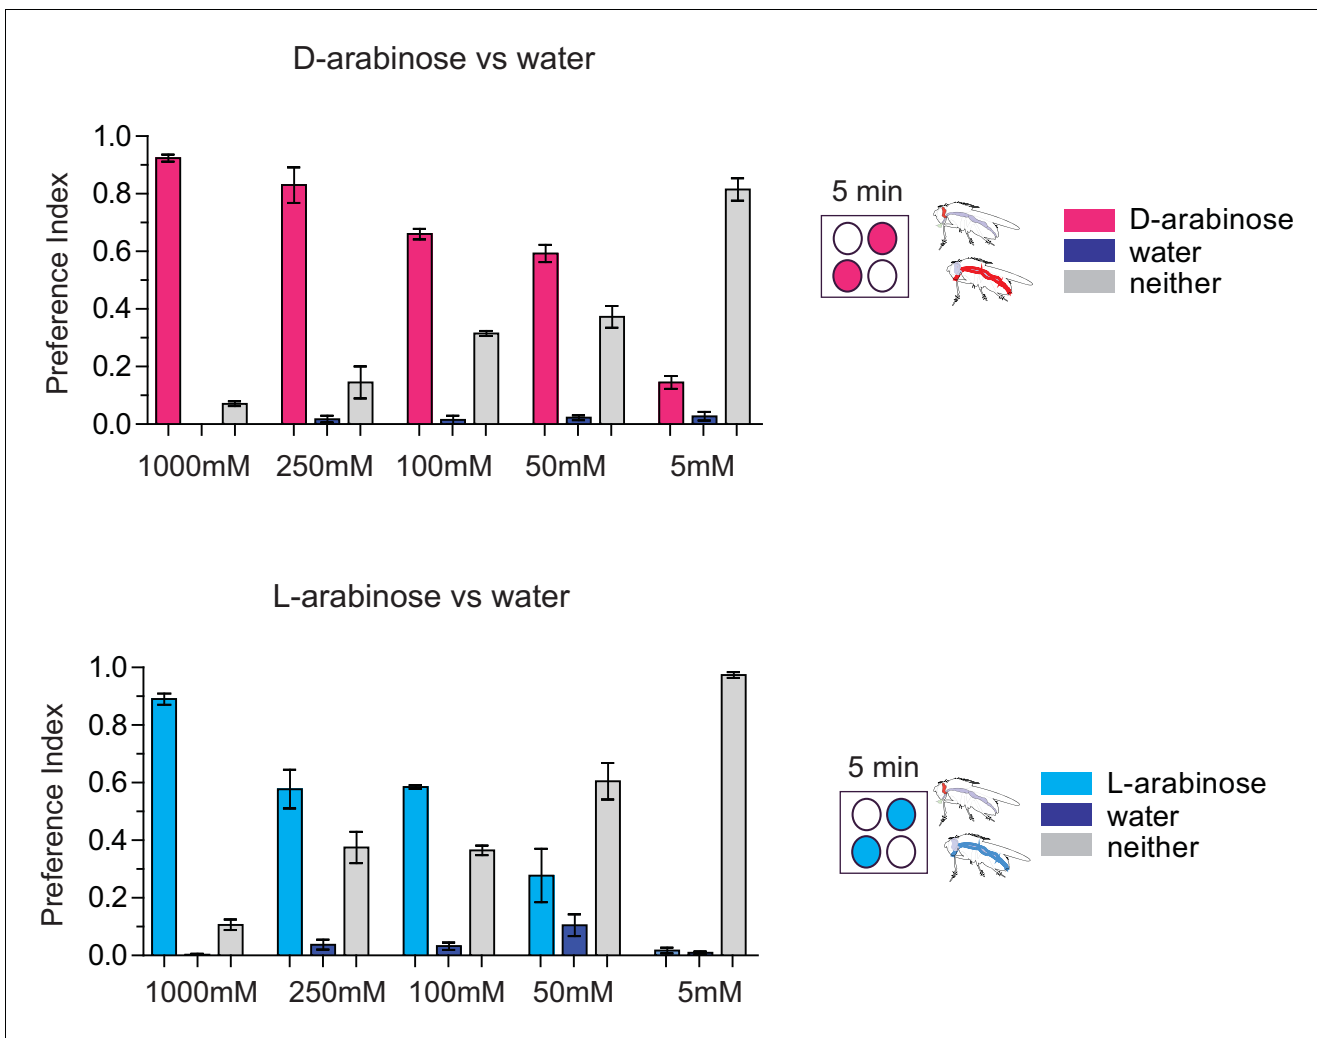 D-arabinose vs water
Preference Index
1.0
0.8
0.6
0.4
0.2
0.0
1000mM 250mM 100mM 50mM 5mM
5 min
D-arabinose
water
neither
L-arabinose vs water
Preference Index
1.0
0.8
0.6
0.4
0.2
0.0
1000mM 250mM 100mM 50mM 5mM
5 min
L-arabinose
water
neither